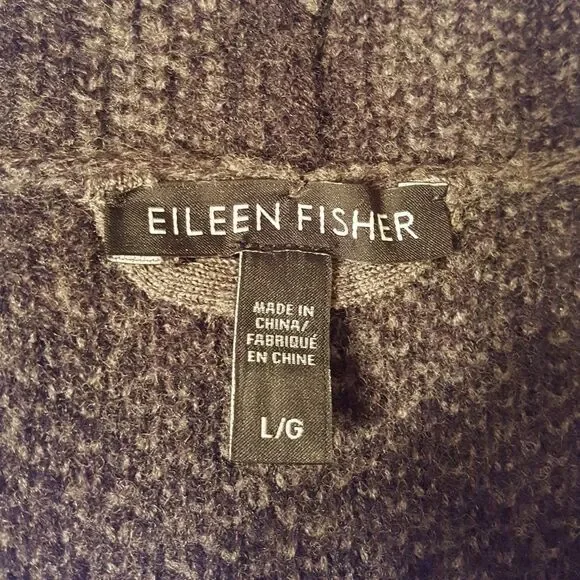 EILEEN FISHER
MADE IN
CHINA/
FABRIQUÉ
EN CHINE
L/G